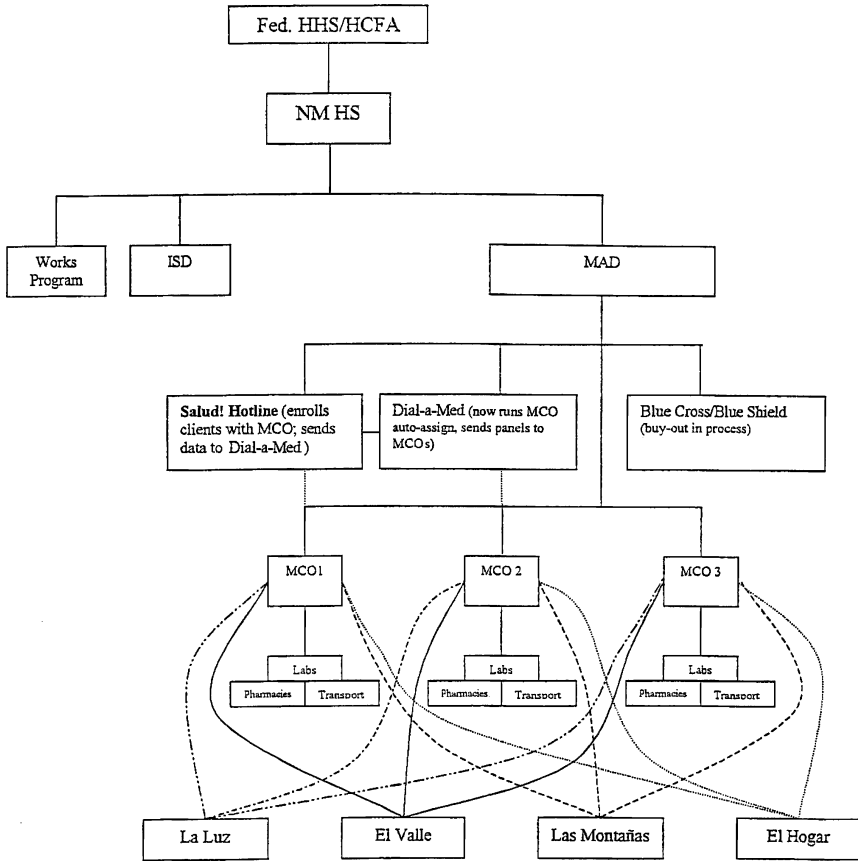 Fed. HHS/HCFA
NM HS
Works
Program
ISD
MAD
Salud! Hotline (enrolls
clients with MCO; sends
data to Dial-a-Med)
Dial-a-Med (now runs MCO
auto-assign, sends panels to
MCOs)
Blue Cross/Blue Shield
(buy-out in process)
MCO1
MCO 2
MCO 3
Labs
Pharmacies
Transport
Labs
Pharmacies
Transport
Labs
Pharmacies
Transport
La Luz
El Valle
Las Montañas
El Hogar